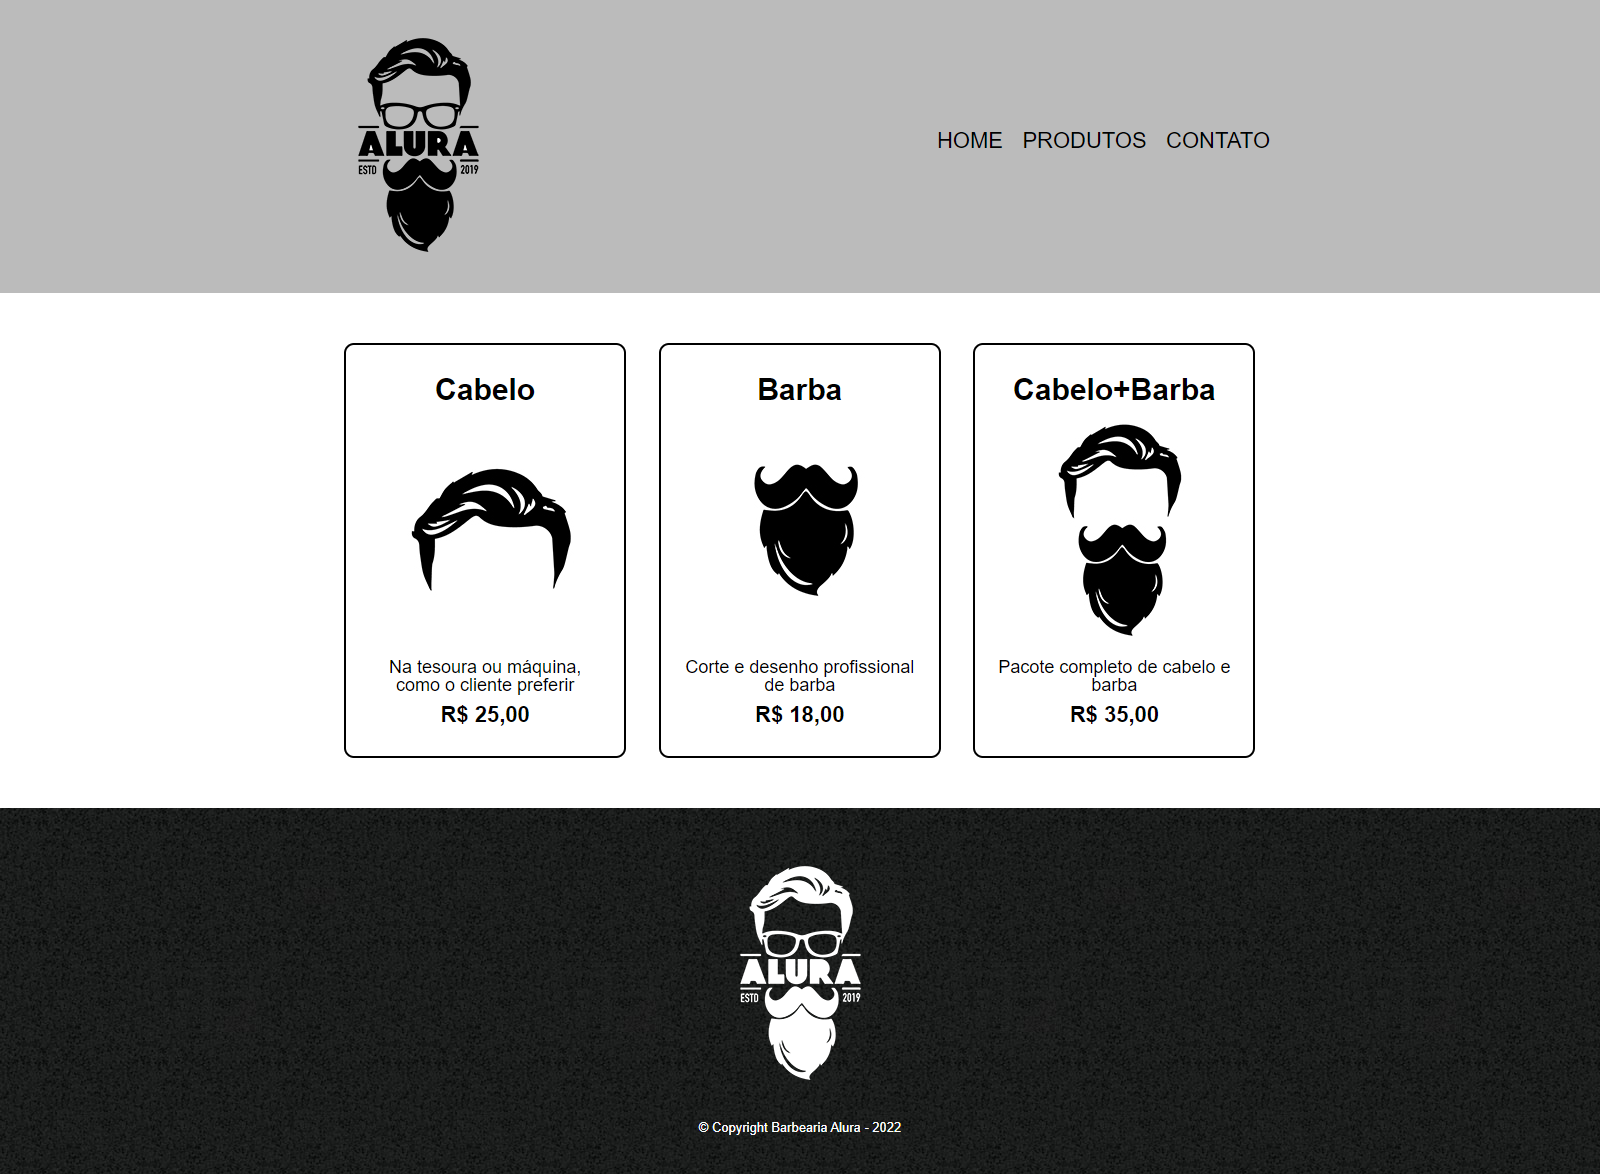 ALURA
ESTD 2019
HOME PRODUTOS CONTATO
Cabelo
Na tesoura ou máquina,
como o cliente preferir
R$ 25,00
Barba
Corte e desenho profissional
de barba
R$ 18,00
Cabelo+Barba
Pacote completo de cabelo e
barba
R$ 35,00
ALURA
ESTD 2019
© Copyright Barbearia Alura - 2022